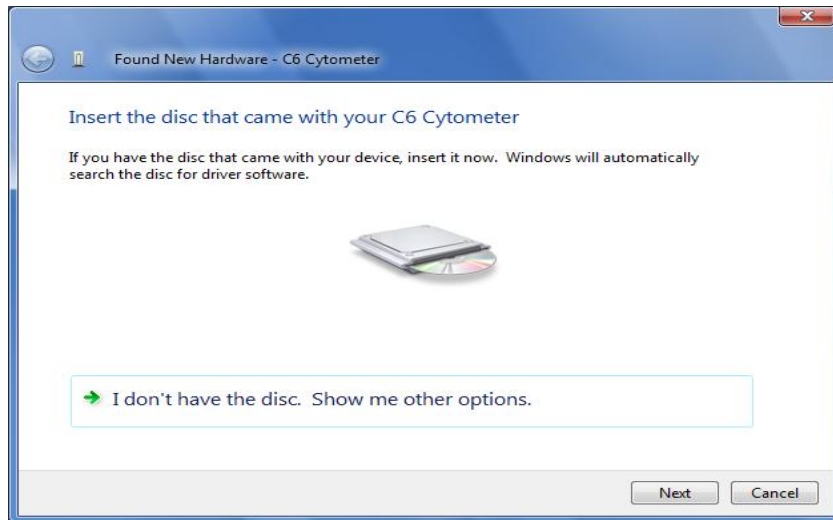 Found New Hardware - C6 Cytometer
Insert the disc that came with your C6 Cytometer
If you have the disc that came with your device, insert it now.  Windows will automatically
search the disc for driver software.
I don't have the disc.  Show me other options.
Next
Cancel